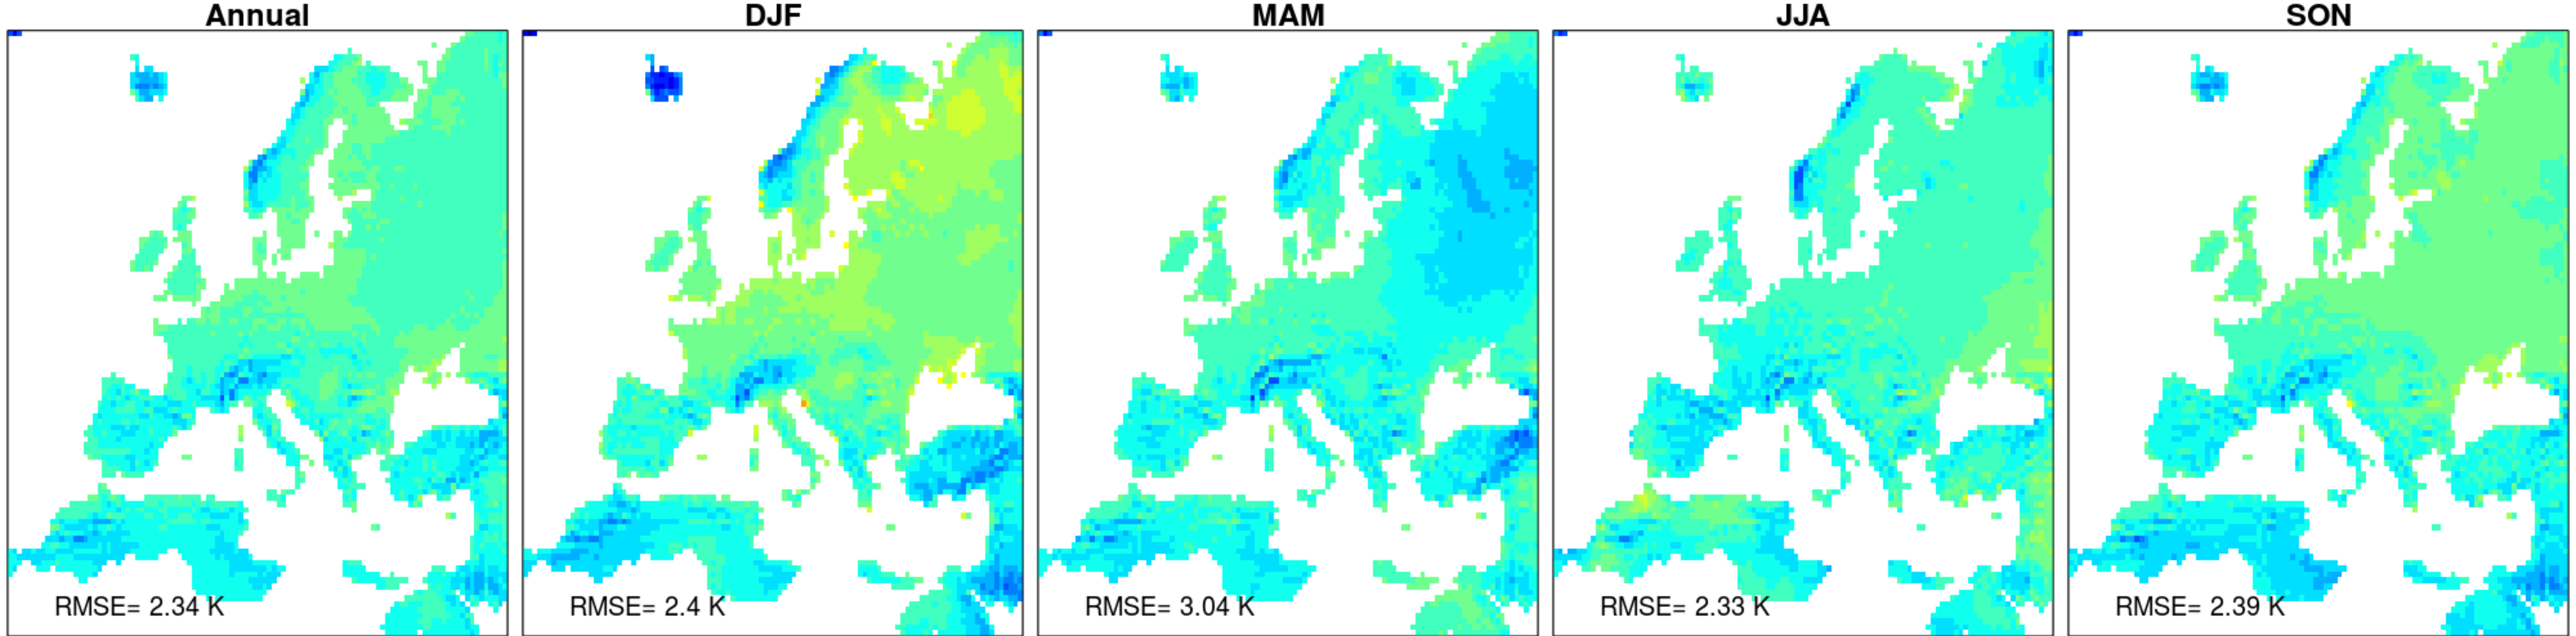 Annual DJF MAM JJA SON
RMSE= 2.34 K RMSE= 2.4 K RMSE= 3.04 K RMSE= 2.33 K RMSE= 2.39 K